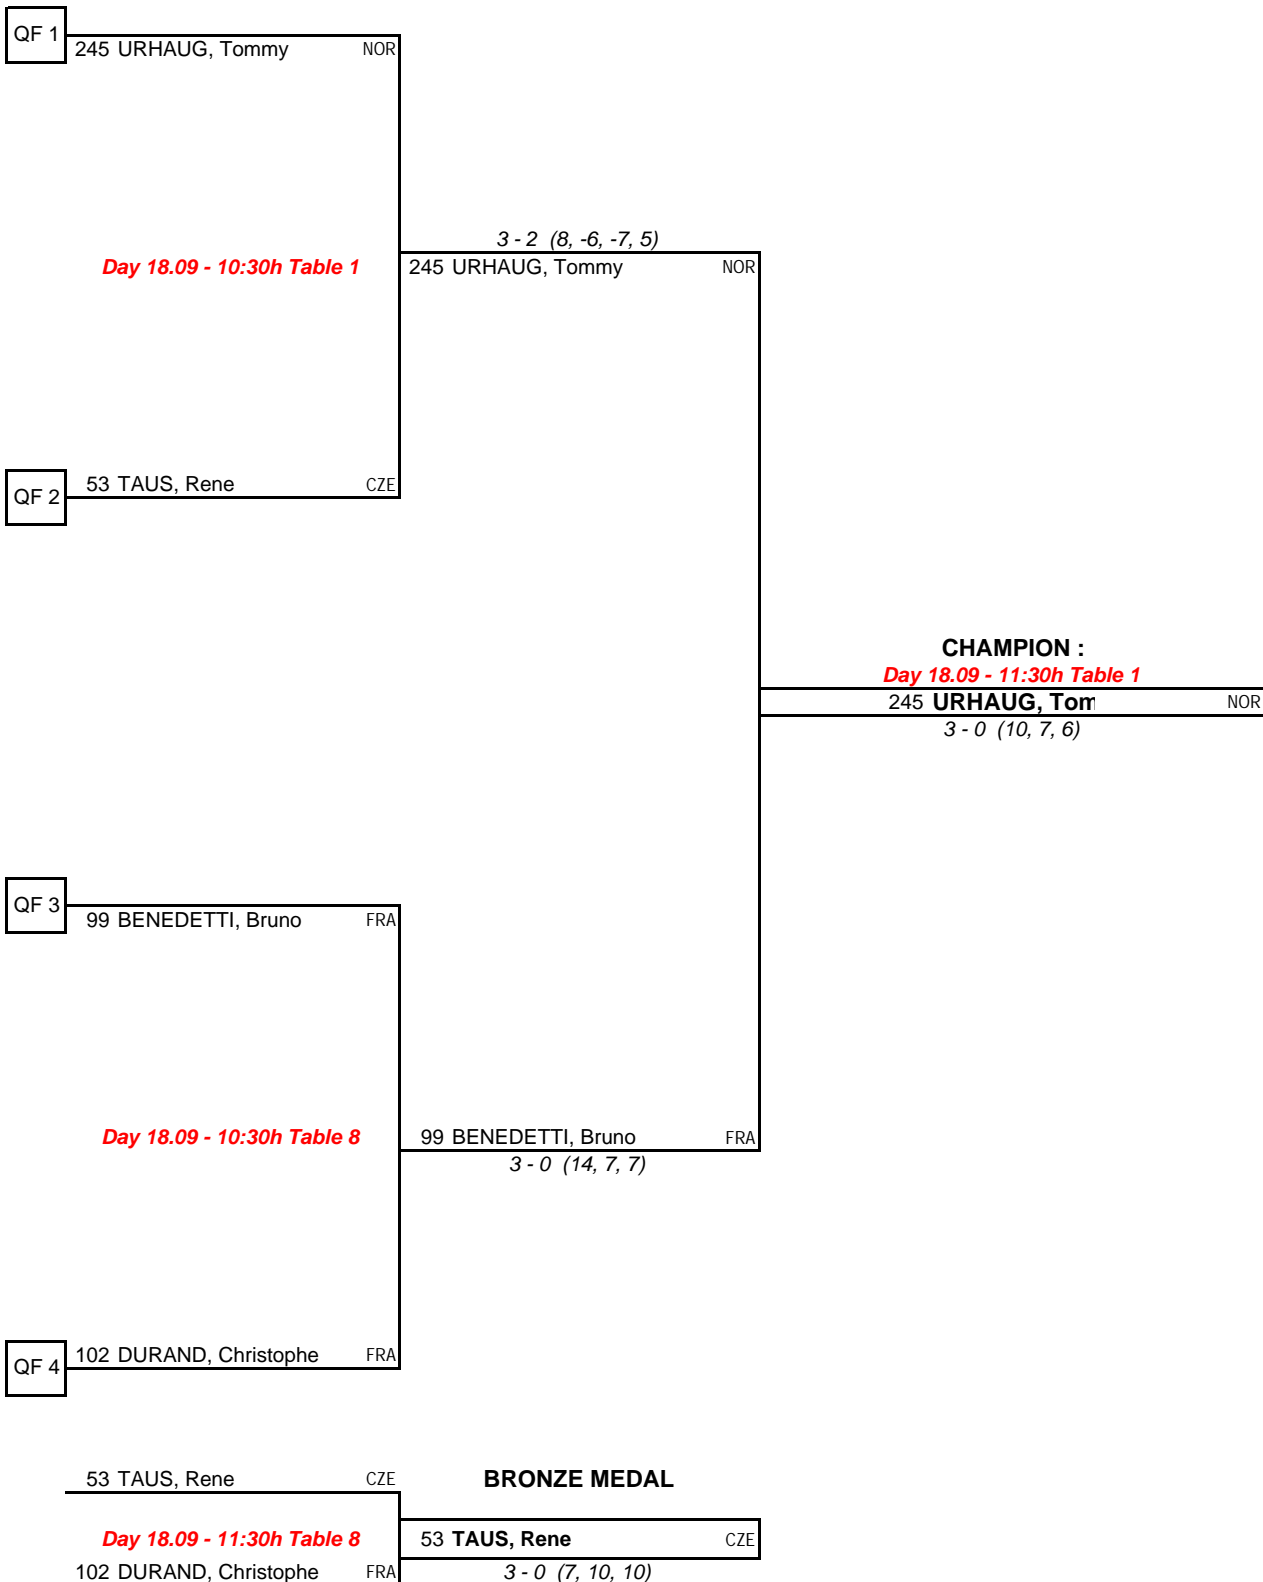 QF 1
245 URHAUG, Tommy NOR
3 - 2 (8, -6, -7, 5)
Day 18.09 - 10:30h Table 1
245 URHAUG, Tommy NOR
QF 2
53 TAUS, Rene CZE
CHAMPION :
Day 18.09 - 11:30h Table 1
245 URHAUG, Tom NOR
3 - 0 (10, 7, 6)
QF 3
99 BENEDETTI, Bruno FRA
Day 18.09 - 10:30h Table 8
99 BENEDETTI, Bruno FRA
3 - 0 (14, 7, 7)
QF 4
102 DURAND, Christophe FRA
53 TAUS, Rene CZE
BRONZE MEDAL
Day 18.09 - 11:30h Table 8
53 TAUS, Rene CZE
102 DURAND, Christophe FRA
3 - 0 (7, 10, 10)